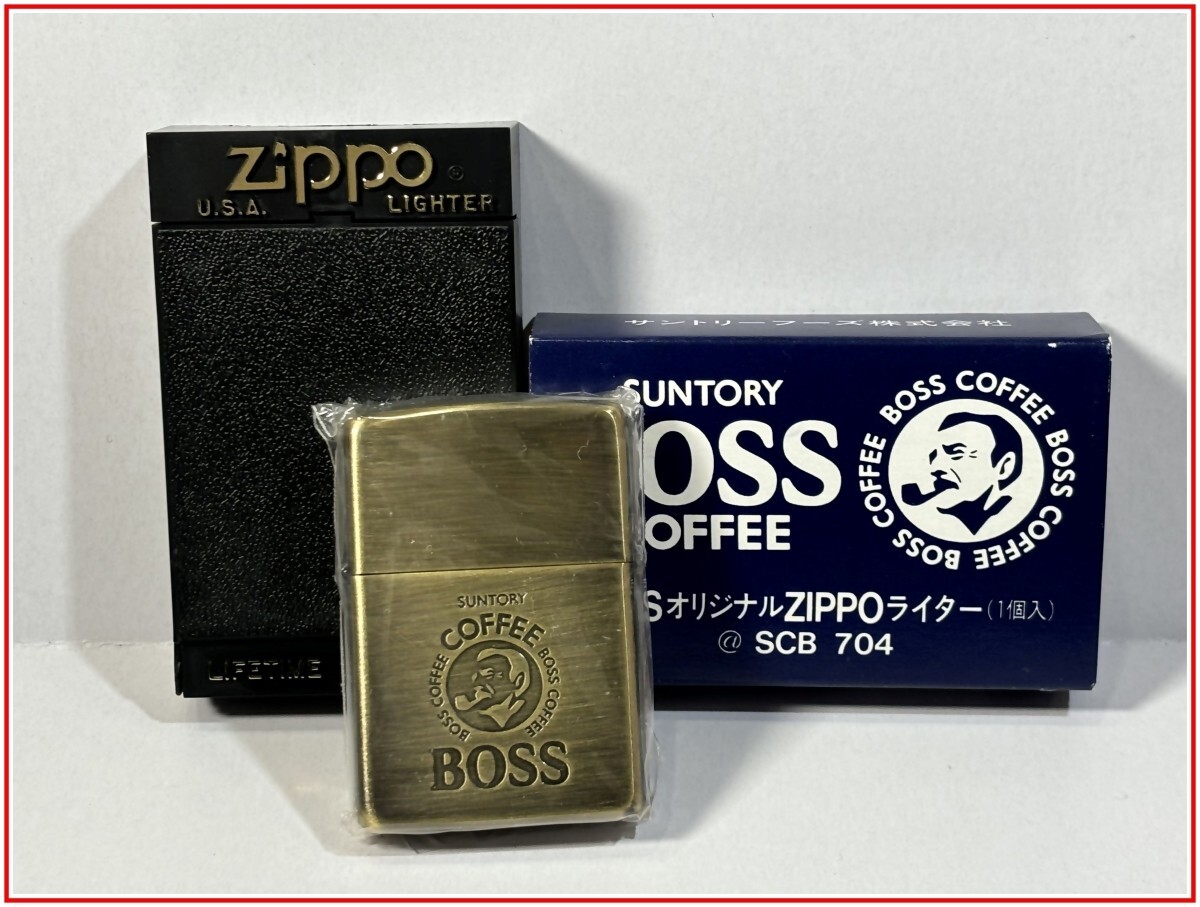 Zippo®
U.S.A. LIGHTER
LIFETIME
サントリーフーズ株式会社
SUNTORY
OSS
OFFEE
BOSS COFFEE BOSS COFFEE BOSS COFFEE
Sオリジナル ZIPPOライター(1個入)
@ SCB 704
SUNTORY
COFFEE
BOSS COFFEE BOSS COFFEE
BOSS